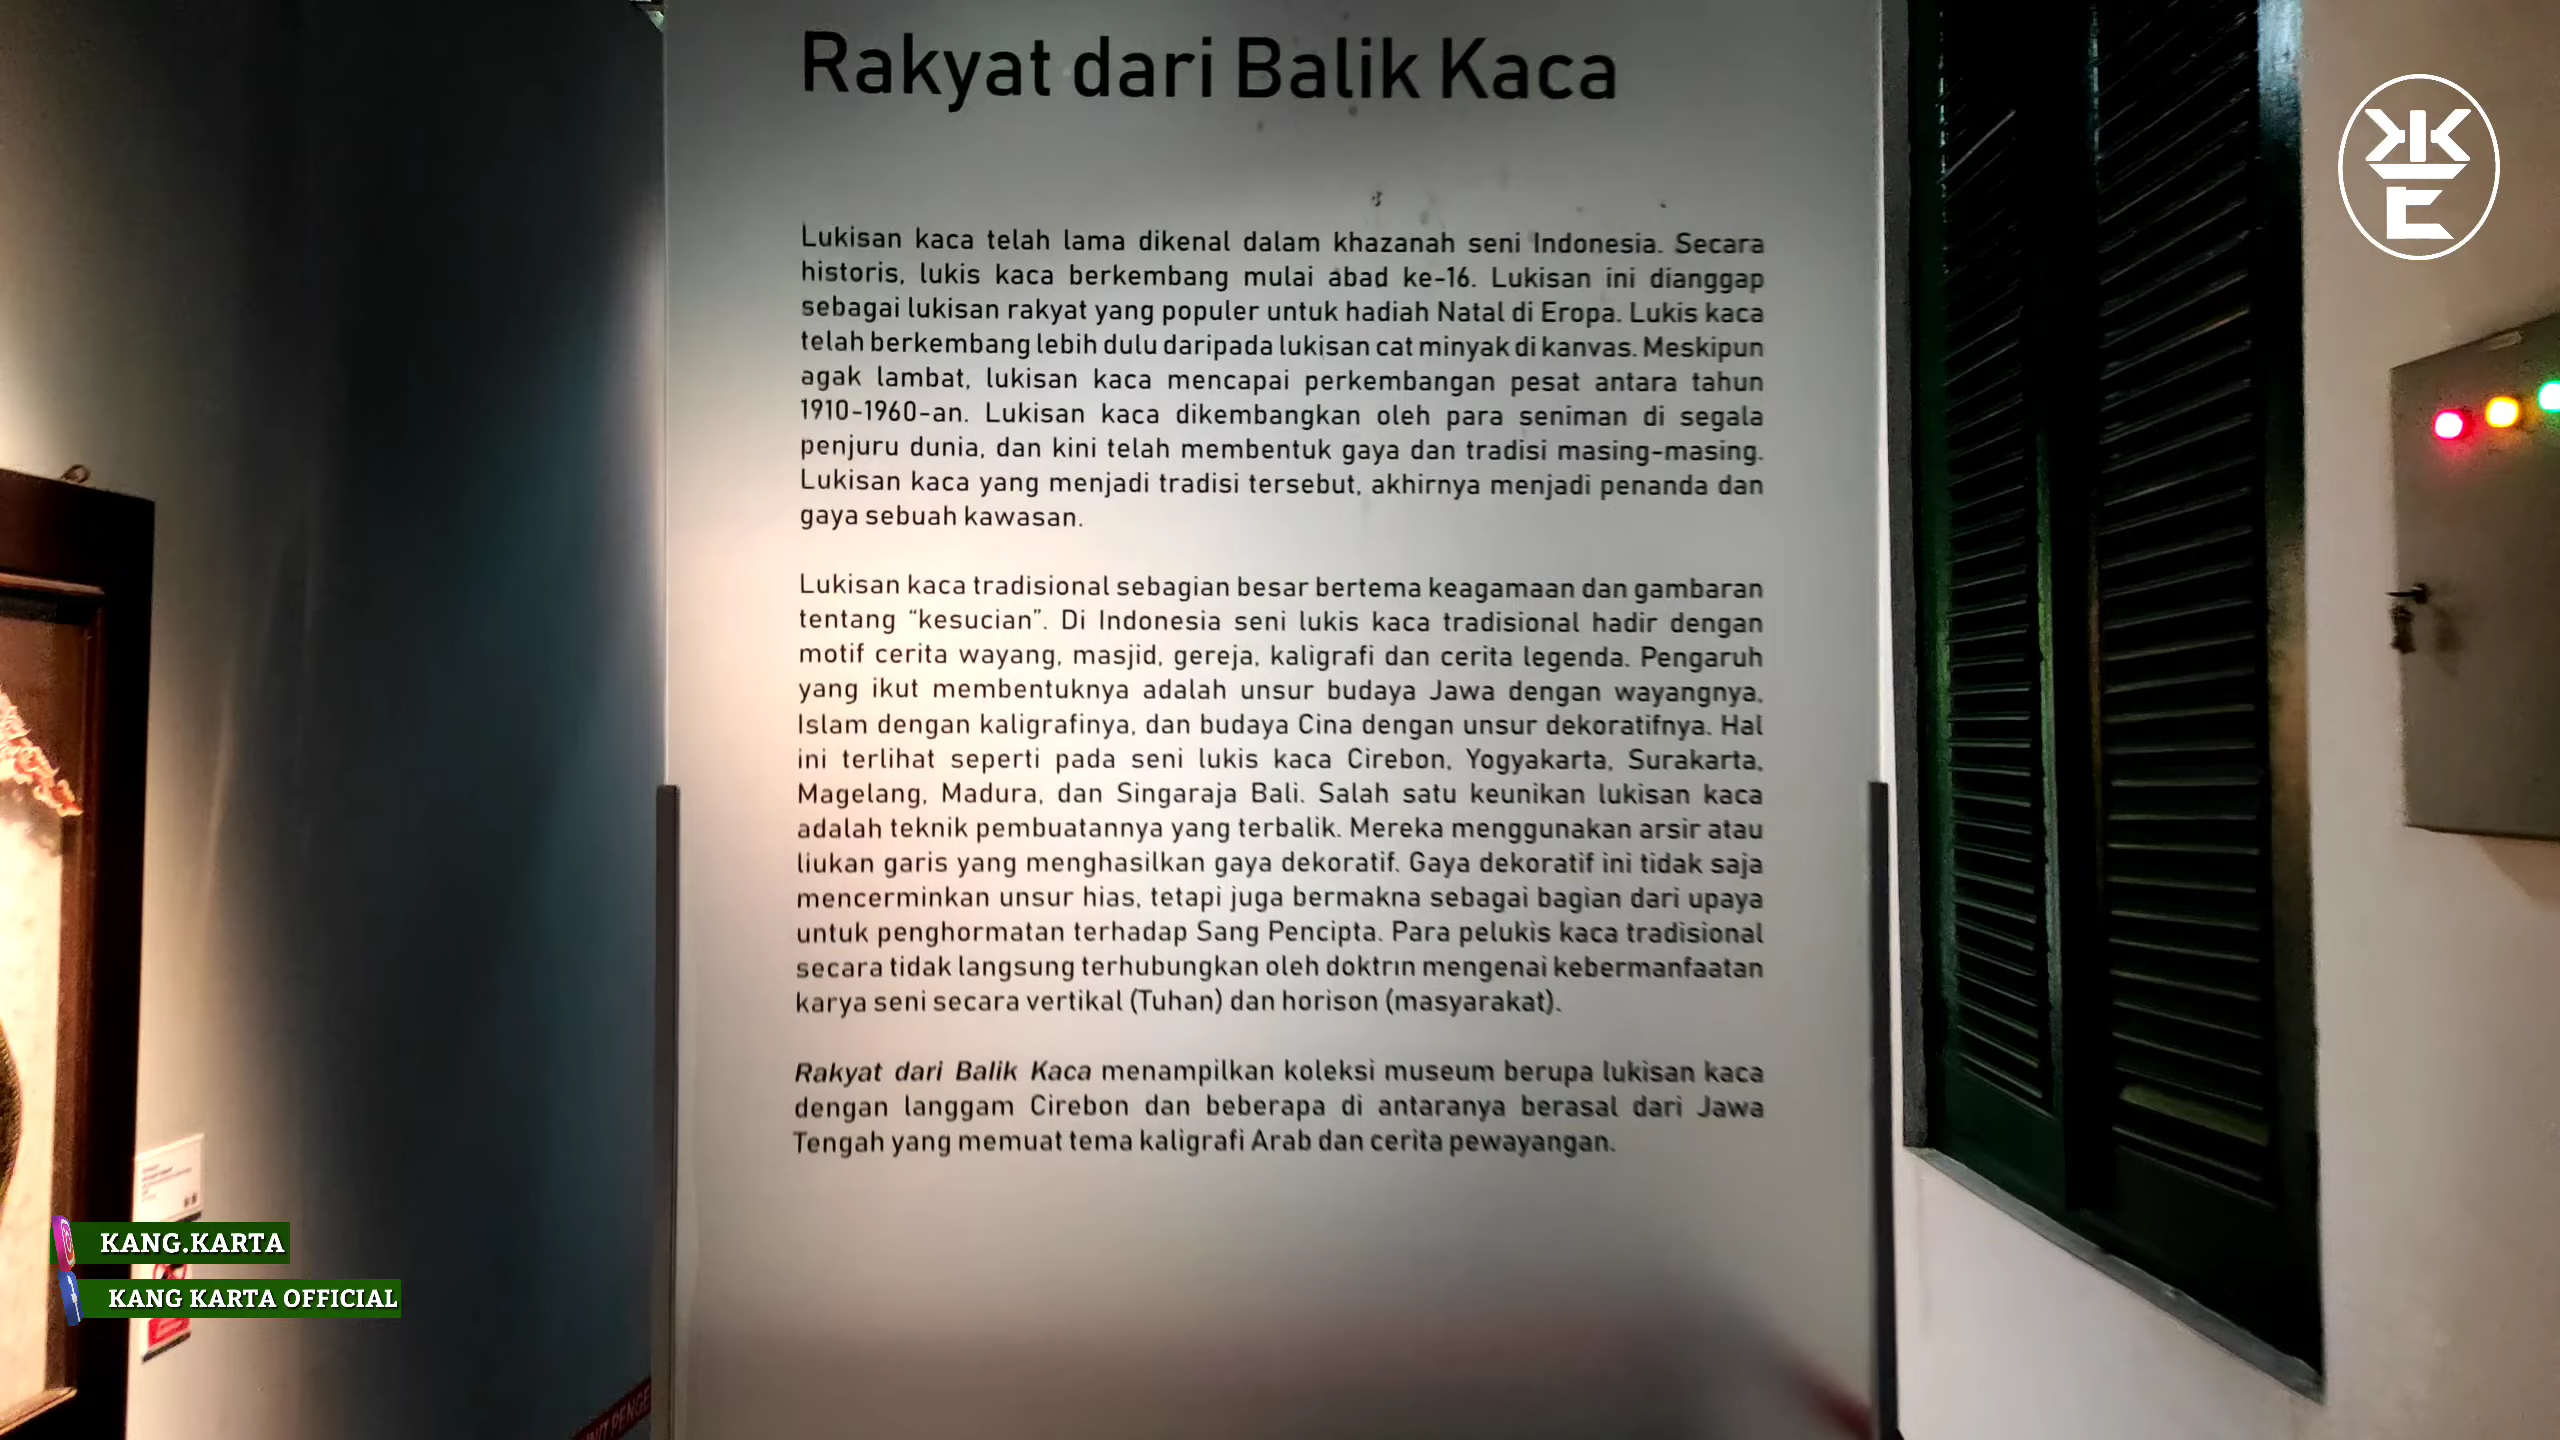 Rakyat dari Balik Kaca
Lukisan kaca telah lama dikenal dalam khazanah seni Indonesia. Secara
historis, lukis kaca berkembang mulai abad ke-16. Lukisan ini dianggap
sebagai lukisan rakyat yang populer untuk hadiah Natal di Eropa. Lukis kaca
telah berkembang lebih dulu daripada lukisan cat minyak di kanvas. Meskipun
agak lambat, lukisan kaca mencapai perkembangan pesat antara tahun
1910-1960-an. Lukisan kaca dikembangkan oleh para seniman di segala
penjuru dunia, dan kini telah membentuk gaya dan tradisi masing-masing.
Lukisan kaca yang menjadi tradisi tersebut, akhirnya menjadi penanda dan
gaya sebuah kawasan.
Lukisan kaca tradisional sebagian besar bertema keagamaan dan gambaran
tentang “kesucian”. Di Indonesia seni lukis kaca tradisional hadir dengan
motif cerita wayang, masjid, gereja, kaligrafi dan cerita legenda. Pengaruh
yang ikut membentuknya adalah unsur budaya Jawa dengan wayangnya,
Islam dengan kaligrafinya, dan budaya Cina dengan unsur dekoratifnya. Hal
ini terlihat seperti pada seni lukis kaca Cirebon, Yogyakarta, Surakarta,
Magelang, Madura, dan Singaraja Bali. Salah satu keunikan lukisan kaca
adalah teknik pembuatannya yang terbalik. Mereka menggunakan arsir atau
liukan garis yang menghasilkan gaya dekoratif. Gaya dekoratif ini tidak saja
mencerminkan unsur hias, tetapi juga bermakna sebagai bagian dari upaya
untuk penghormatan terhadap Sang Pencipta. Para pelukis kaca tradisional
secara tidak langsung terhubungkan oleh doktrin mengenai kebermanfaatan
karya seni secara vertikal (Tuhan) dan horison (masyarakat).
Rakyat dari Balik Kaca menampilkan koleksi museum berupa lukisan kaca
dengan langgam Cirebon dan beberapa di antaranya berasal dari Jawa
Tengah yang memuat tema kaligrafi Arab dan cerita pewayangan.
KANG.KARTA
KANG KARTA OFFICIAL